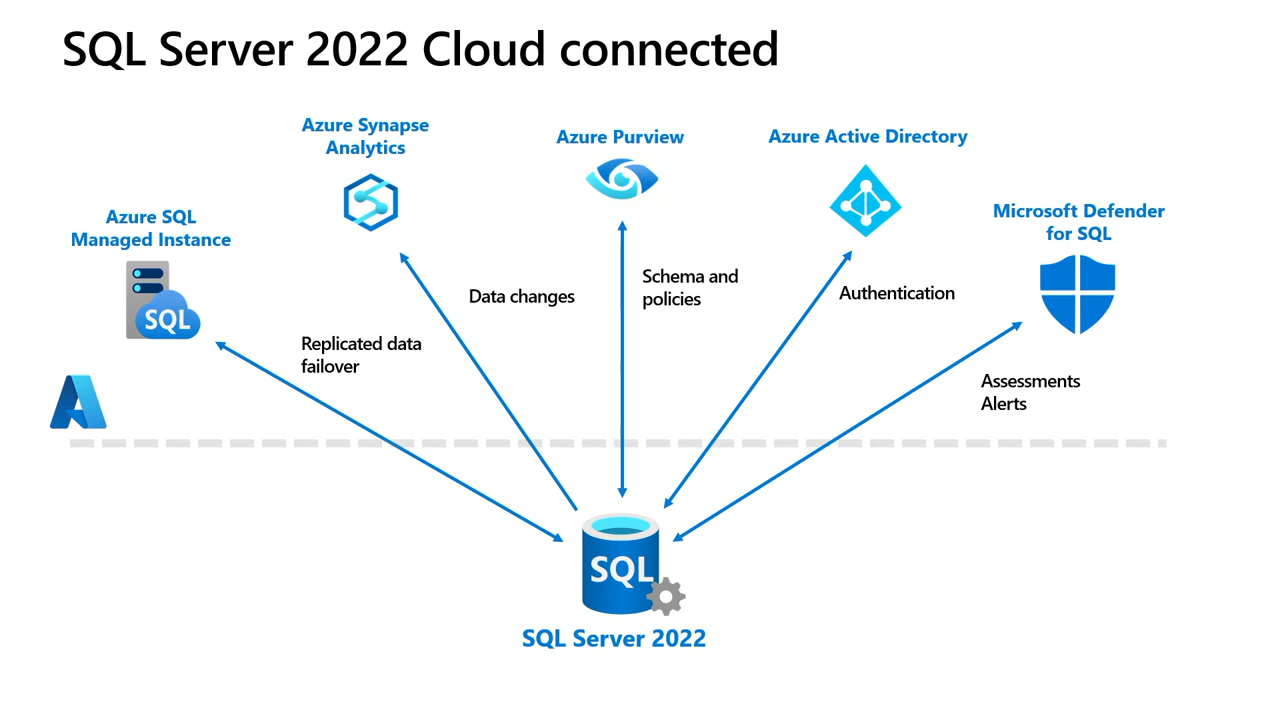 SQL Server 2022 Cloud connected
Azure Synapse
Analytics
Azure Purview
Azure Active Directory
Azure SQL
Managed Instance
Microsoft Defender
for SQL
SQL
Data changes
Schema and
policies
Authentication
Replicated data
failover
Assessments
Alerts
SQL
SQL Server 2022